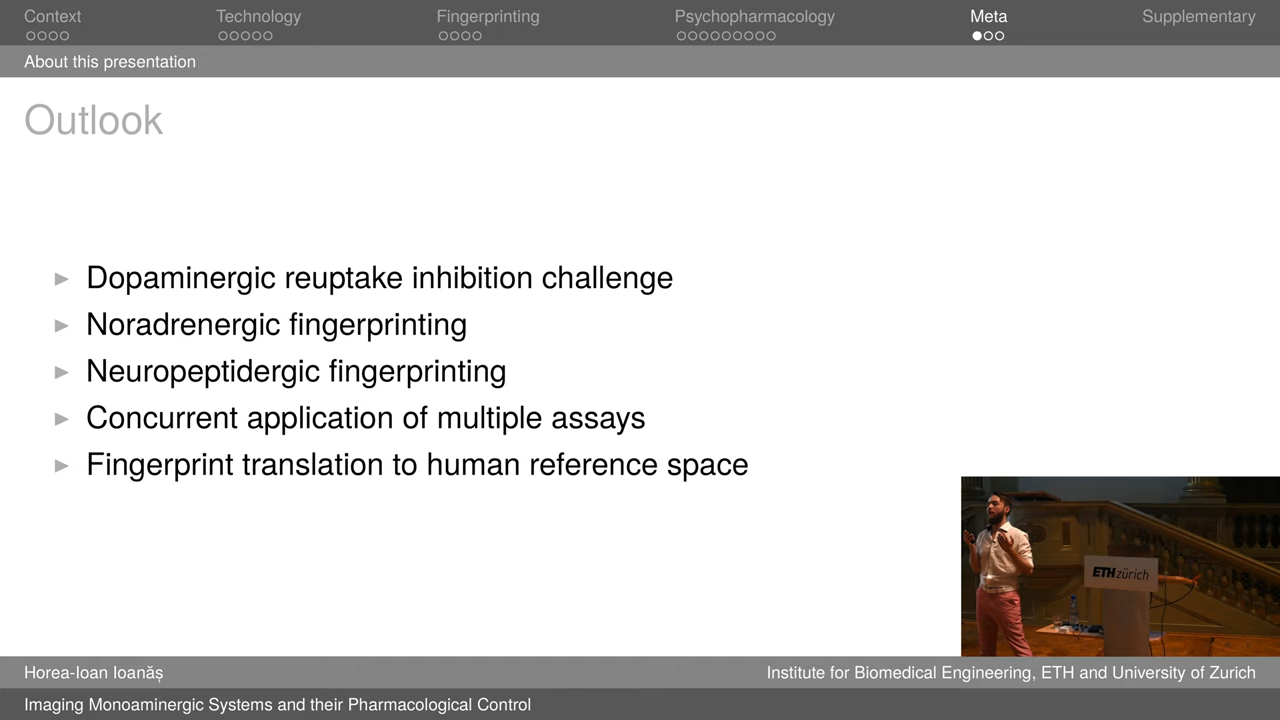 Context Technology Fingerprinting Psychopharmacology Meta Supplementary
About this presentation
Outlook
Dopaminergic reuptake inhibition challenge
Noradrenergic fingerprinting
Neuropeptidergic fingerprinting
Concurrent application of multiple assays
Fingerprint translation to human reference space
ETH zürich
Horea-Ioan Ioanăș Institute for Biomedical Engineering, ETH and University of Zurich
Imaging Monoaminergic Systems and their Pharmacological Control